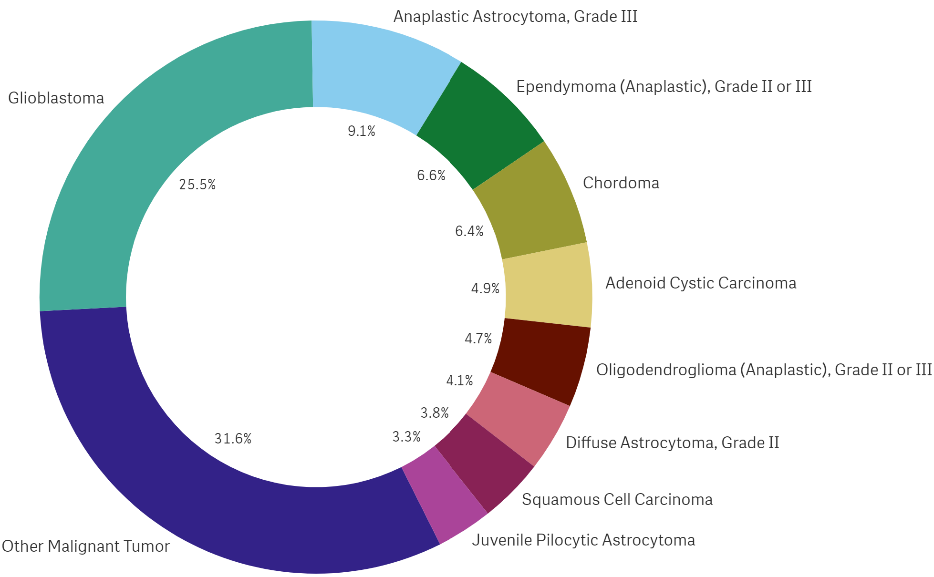 Anaplastic Astrocytoma, Grade III
Ependymoma (Anaplastic), Grade II or III
Glioblastoma
9.1%
6.6%
25.5%
Chordoma
6.4%
Adenoid Cystic Carcinoma
4.9%
4.7%
Oligodendroglioma (Anaplastic), Grade II or III
4.1%
3.8%
3.3%
31.6%
Diffuse Astrocytoma, Grade II
Squamous Cell Carcinoma
Juvenile Pilocytic Astrocytoma
Other Malignant Tumor